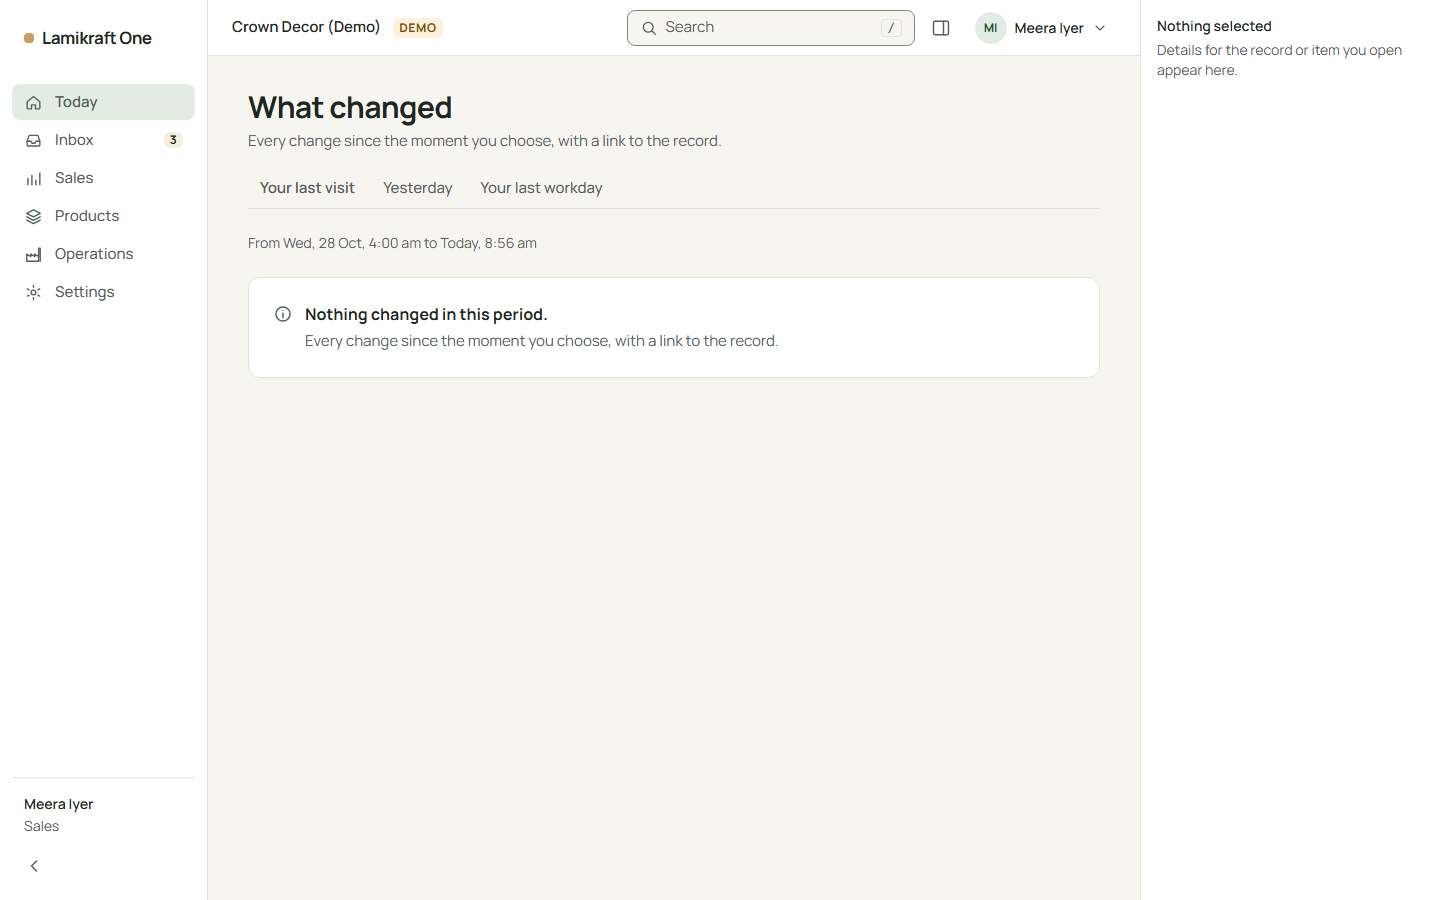 Lamikraft One
Today
Inbox 3
Sales
Products
Operations
Settings
Meera Iyer
Sales
Crown Decor (Demo) DEMO
Search /
MI Meera Iyer
What changed
Every change since the moment you choose, with a link to the record.
Your last visit Yesterday Your last workday
From Wed, 28 Oct, 4:00 am to Today, 8:56 am
Nothing changed in this period.
Every change since the moment you choose, with a link to the record.
Nothing selected
Details for the record or item you open
appear here.